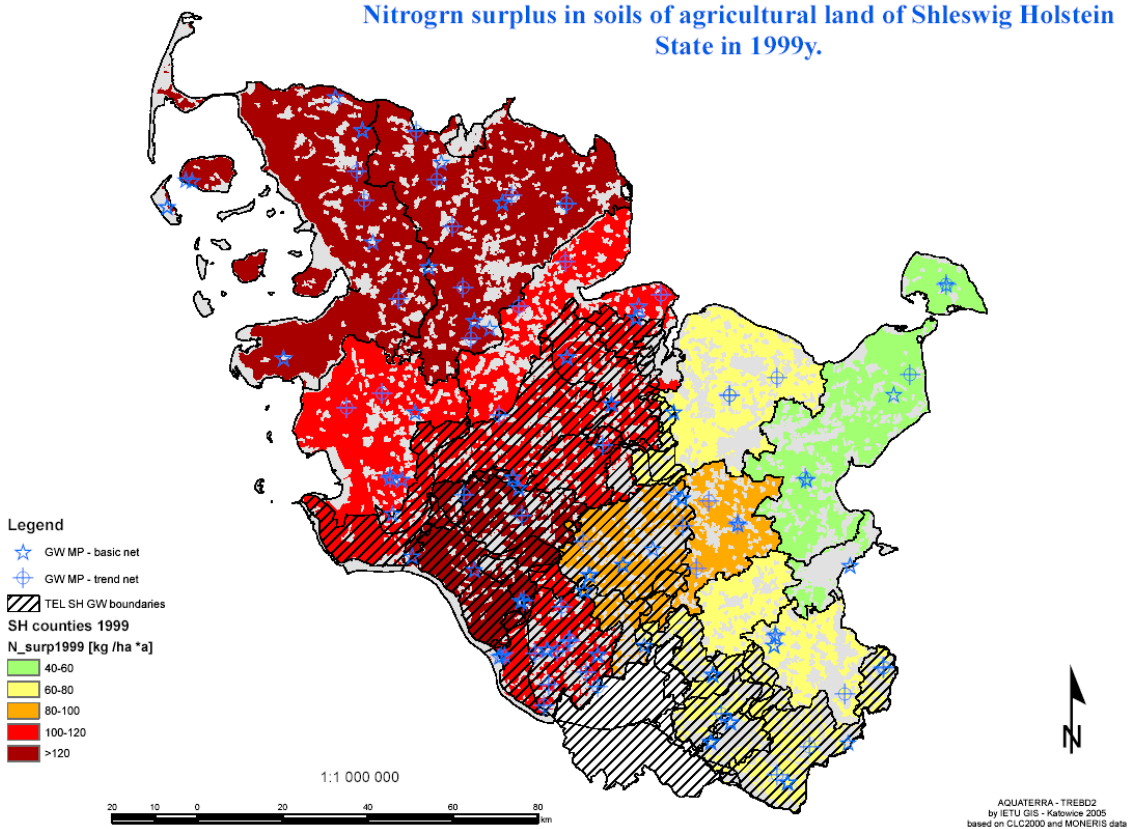 Nitrogrn surplus in soils of agricultural land of Shleswig Holstein
State in 1999y.
Legend
GW MP - basic net
GW MP - trend net
TEL SH GW boundaries
SH counties 1999
N_surp1999 [kg /ha *a]
40-60
60-80
80-100
100-120
>120
1:1 000 000
20 10 0 20 40 60 80
km
N
AQUATERRA - TREBD2
by IETU GIS - Katowice 2005
based on CLC2000 and MONERIS data